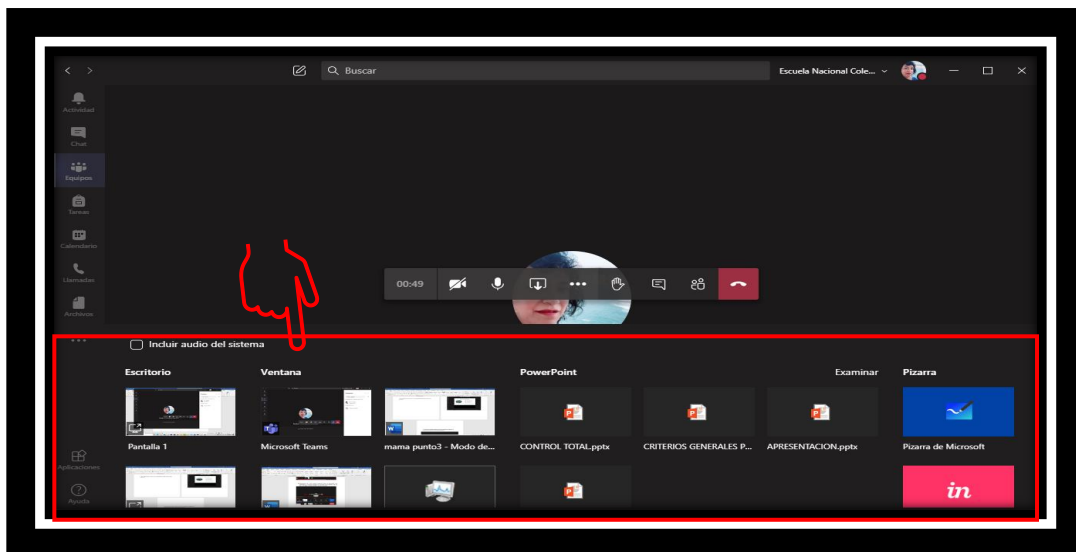 Buscar
Escuela Nacional Cole...
Actividad
Chat
Equipos
Tareas
Calendario
Llamadas
Archivos
00:49
Incluir audio del sistema
Escritorio Ventana PowerPoint Examinar Pizarra
Pantalla 1 Microsoft Teams mama punto3 - Modo de... CONTROL TOTAL.pptx CRITERIOS GENERALES P... APRESENTACION.pptx Pizarra de Microsoft
Aplicaciones
Ayuda
in